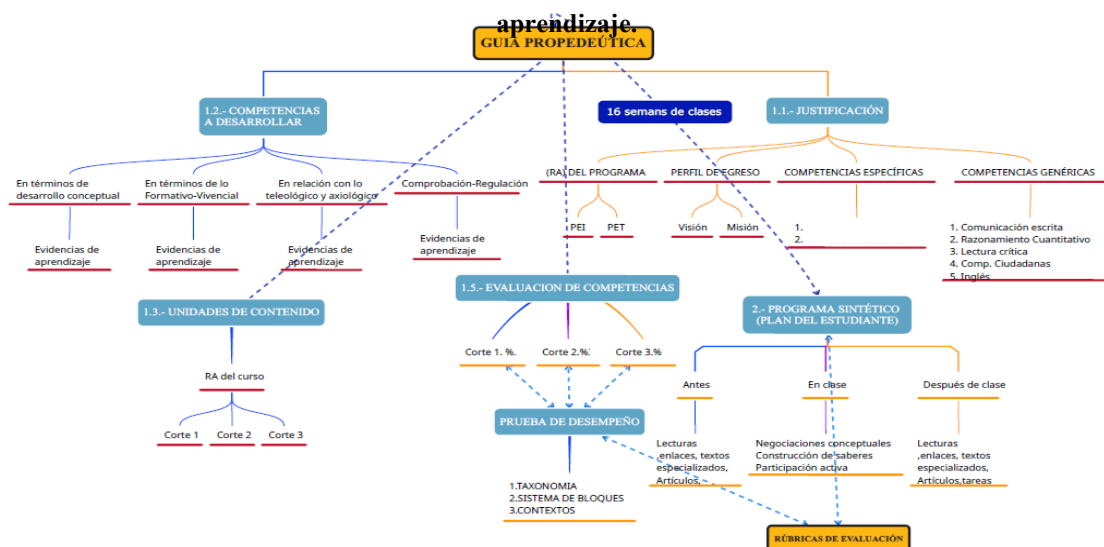 aprendizaje.
GUIA PROPEDEÚTICA
1.2.- COMPETENCIAS
A DESARROLLAR
16 semans de clases
1.1.- JUSTIFICACIÓN
En términos de
desarrollo conceptual
En términos de lo
Formativo-Vivencial
En relación con lo
teleológico y axiológico
Comprobación-Regulación
(RA) DEL PROGRAMA
PERFIL DE EGRESO
COMPETENCIAS ESPECÍFICAS
COMPETENCIAS GENÉRICAS
Evidencias de
aprendizaje
Evidencias de
aprendizaje
Evidencias de
aprendizaje
Evidencias de
aprendizaje
PEI
PET
Visión
Misión
1.
2.
1. Comunicación escrita
2. Razonamiento Cuantitativo
3. Lectura crítica
4. Comp. Ciudadanas
5. Inglés
1.3.- UNIDADES DE CONTENIDO
1.5.- EVALUACION DE COMPETENCIAS
2.- PROGRAMA SINTÉTICO
(PLAN DEL ESTUDIANTE)
RA del curso
Corte 1
Corte 2
Corte 3
Corte 1. %.
Corte 2.%:
Corte 3.%
Antes
En clase
Después de clase
PRUEBA DE DESEMPEÑO
1.TAXONOMIA
2.SISTEMA DE BLOQUES
3.CONTEXTOS
Lecturas
,enlaces, textos
especializados,
Artículos,
Negociaciones conceptuales
Construcción de saberes
Participación activa
Lecturas
,enlaces, textos
especializados,
Artículos,tareas
RÚBRICAS DE EVALUACIÓN